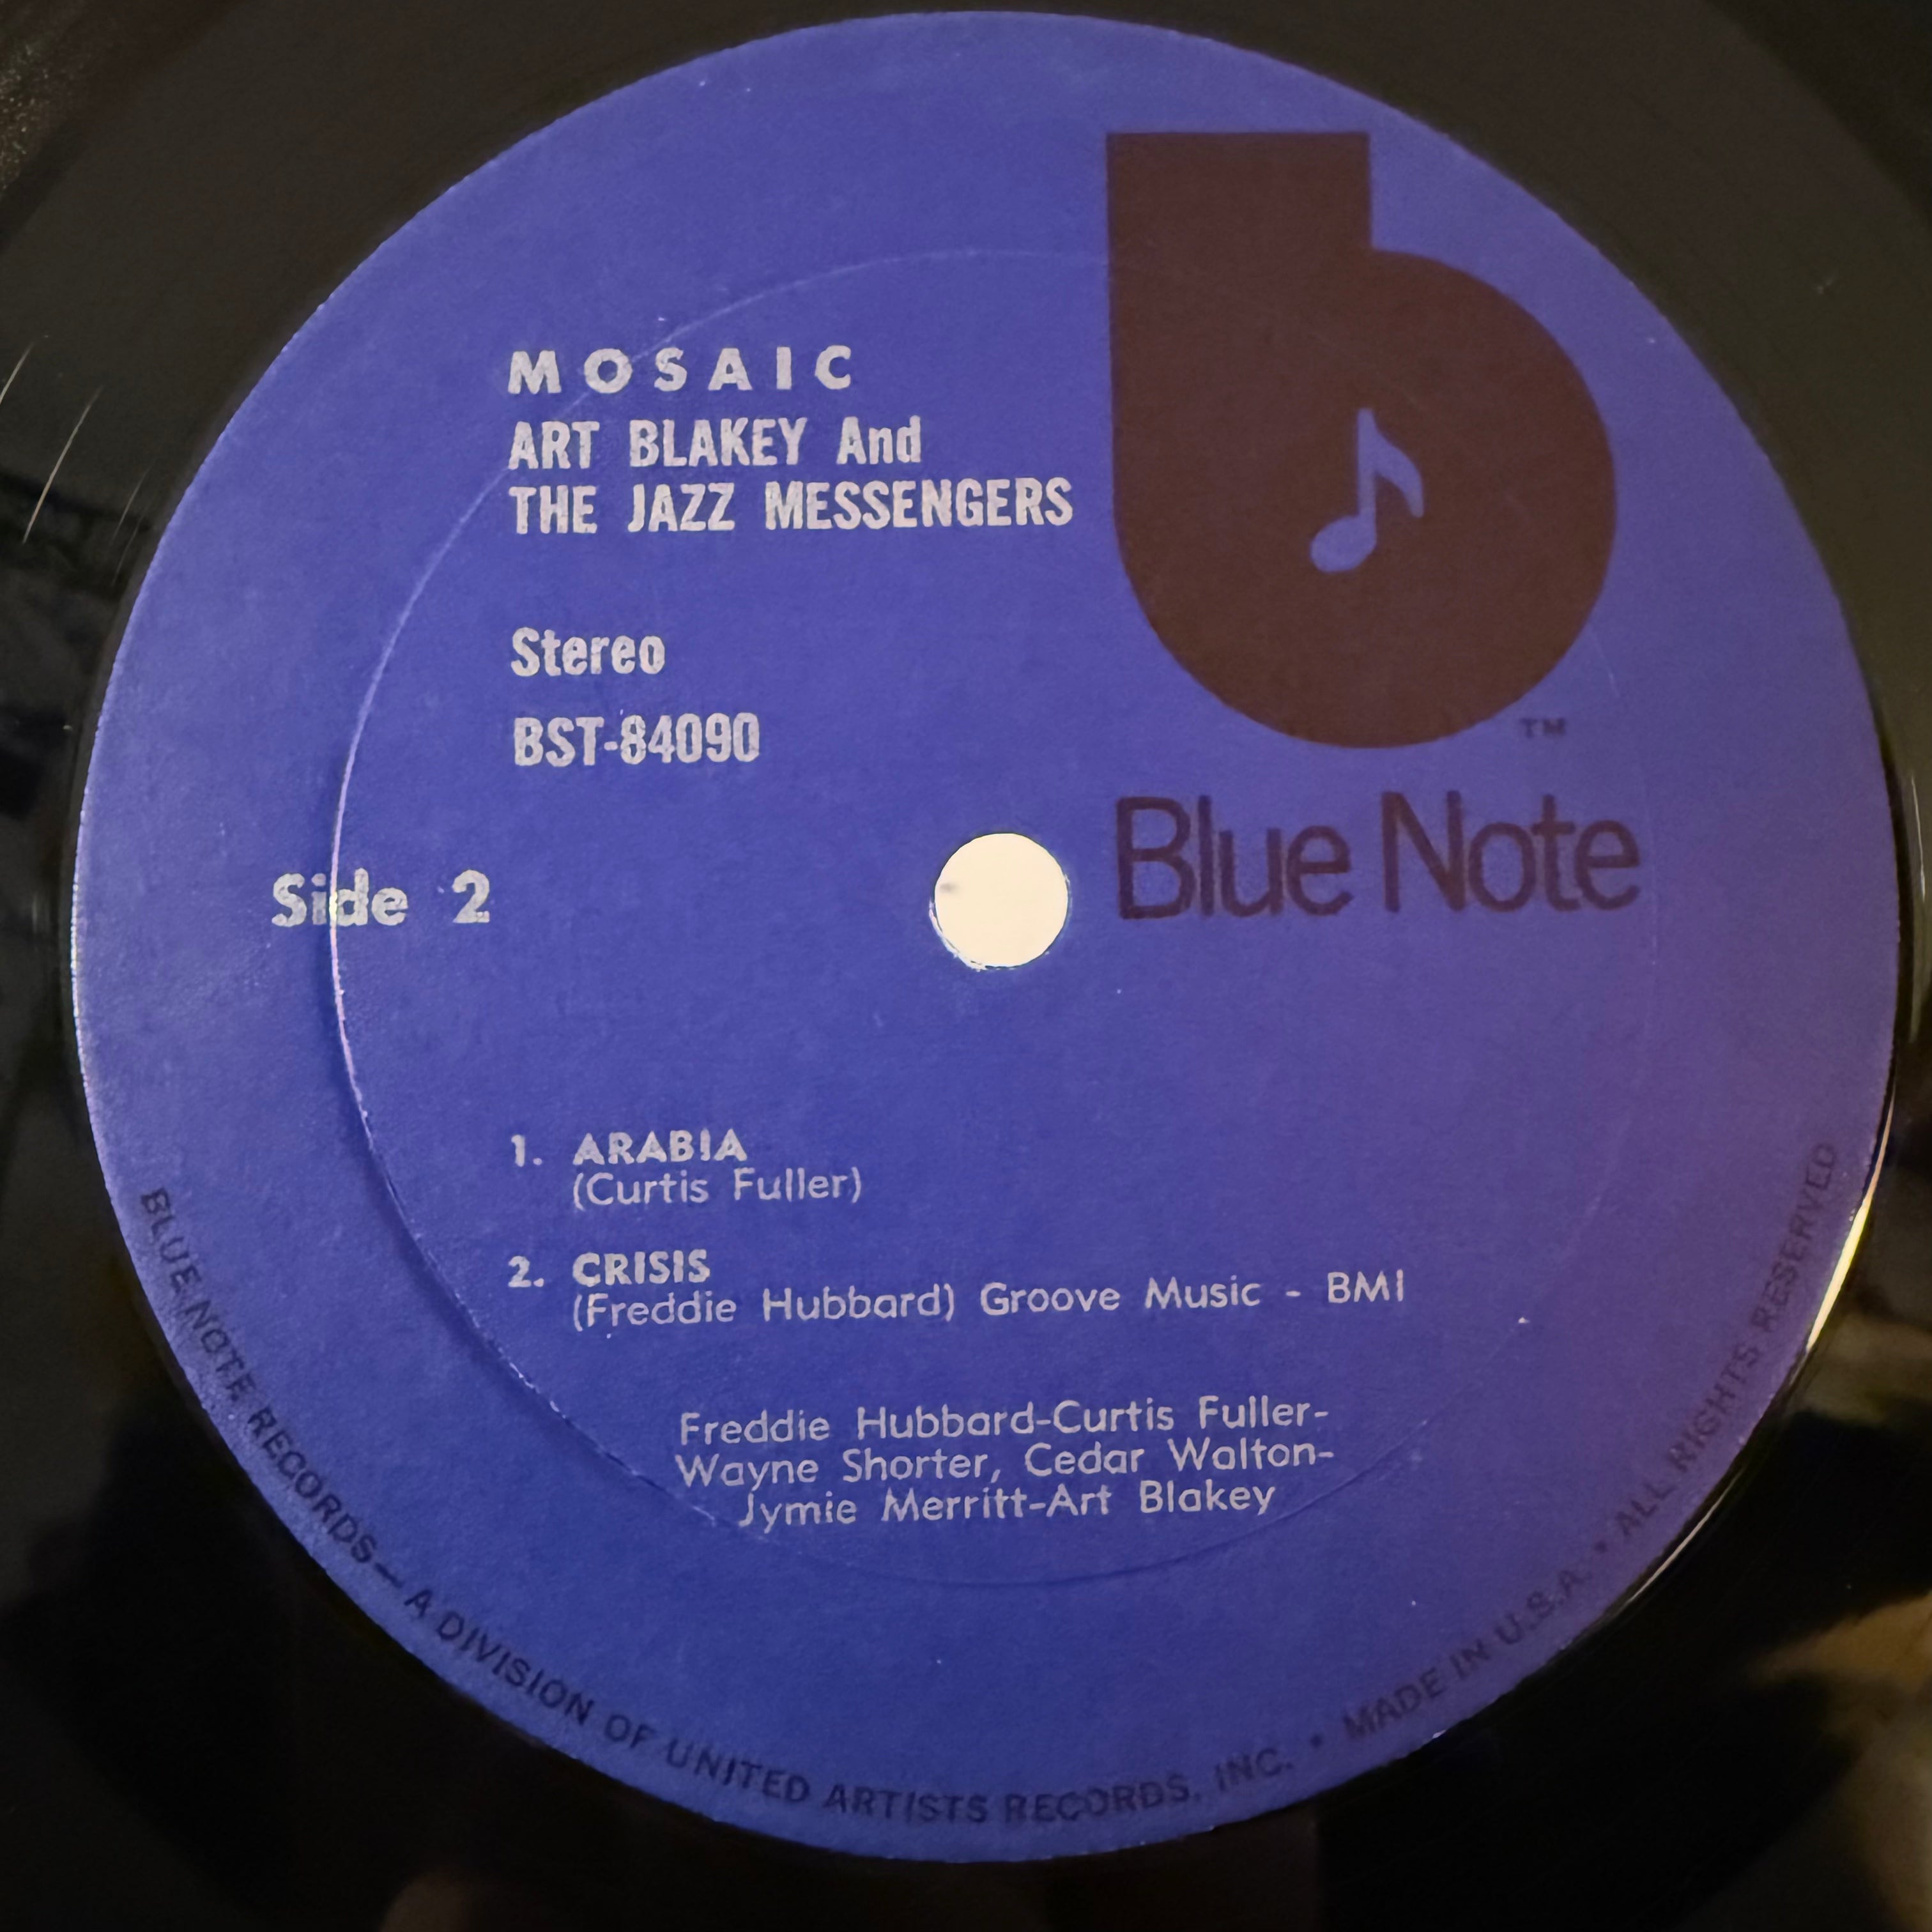 MOSAIC
ART BLAKEY And
THE JAZZ MESSENGERS
Stereo
BST-84090
TM
Blue Note
Side 2
1. ARABIA
(Curtis Fuller)
2. CRISIS
(Freddie Hubbard) Groove Music - BMI
Freddie Hubbard-Curtis Fuller-
Wayne Shorter, Cedar Walton-
Jymie Merritt-Art Blakey
BLUE NOTE RECORDS—A DIVISION OF UNITED ARTISTS RECORDS, INC. • MADE IN U.S.A. • ALL RIGHTS RESERVED